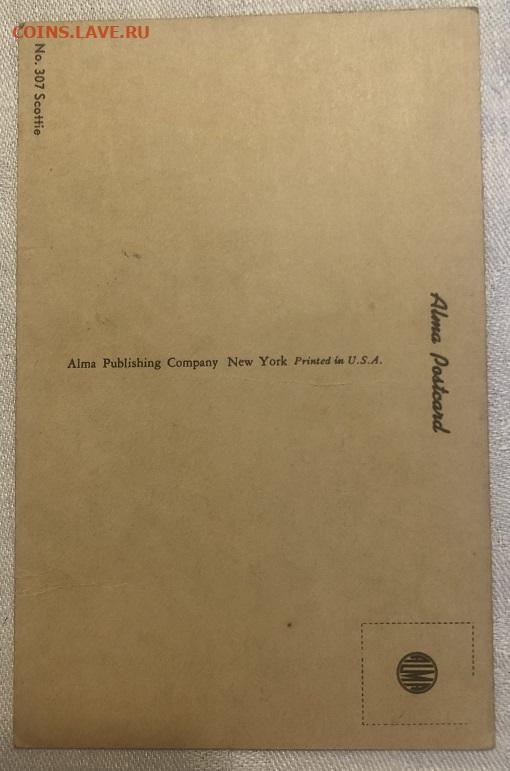 COINS.LAVE.RU
No. 307 Scottie
Alma Postcard
Alma Publishing Company New York Printed in U.S.A.
ALMA